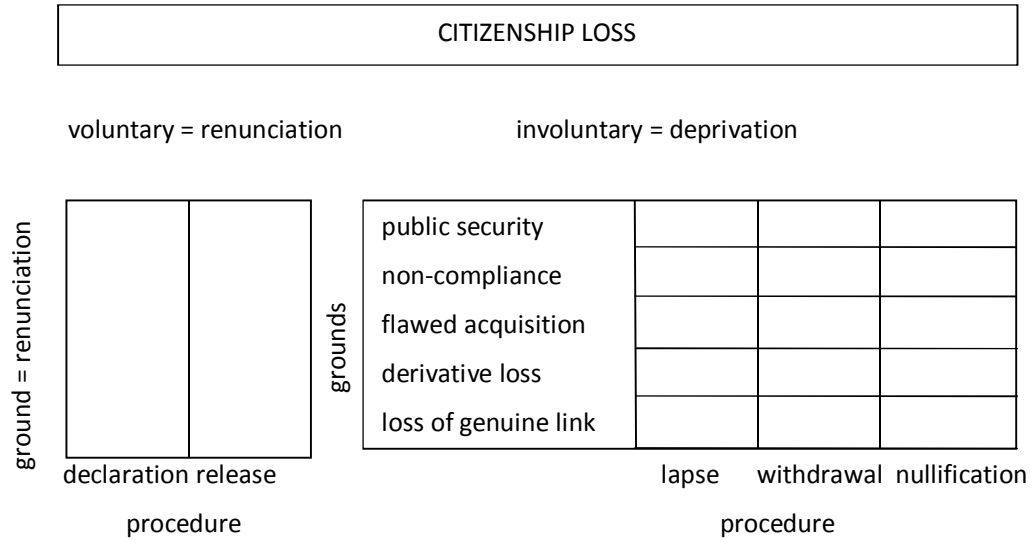 CITIZENSHIP LOSS
voluntary = renunciation
involuntary = deprivation
ground = renunciation
declaration release
procedure
grounds
public security
non-compliance
flawed acquisition
derivative loss
loss of genuine link
lapse withdrawal nullification
procedure